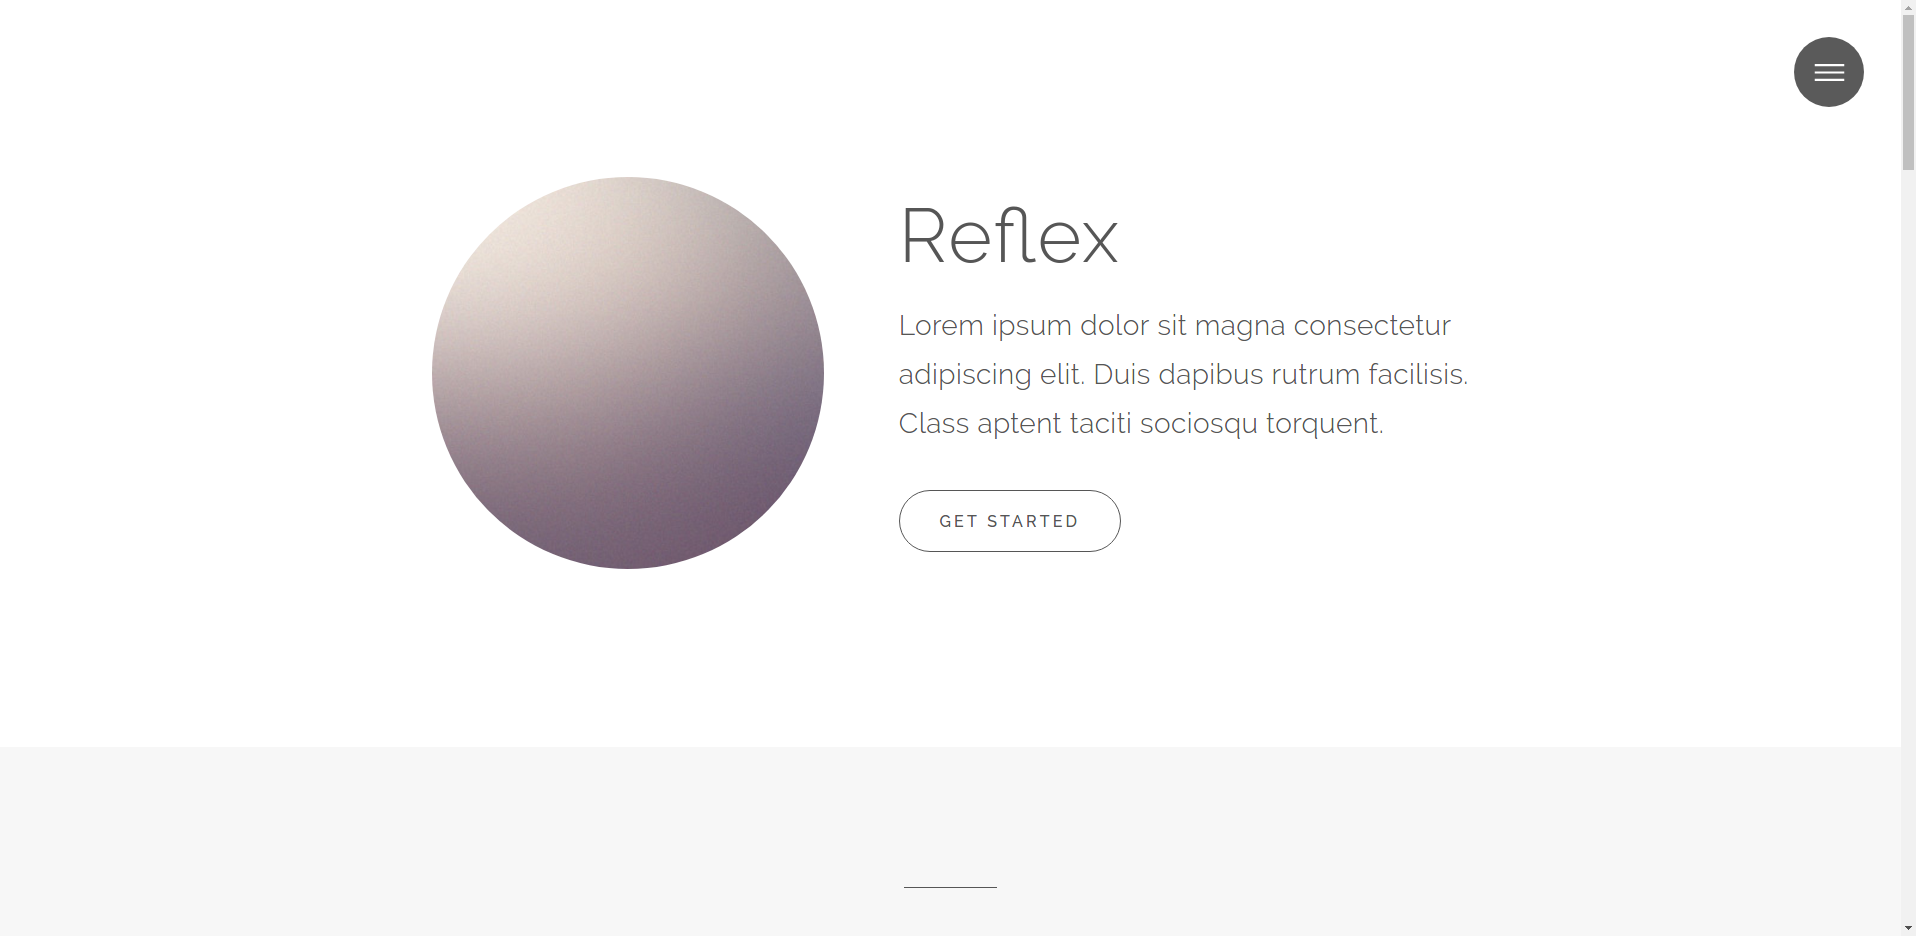 Reflex
Lorem ipsum dolor sit magna consectetur
adipiscing elit. Duis dapibus rutrum facilisis.
Class aptent taciti sociosqu torquent.
GET STARTED